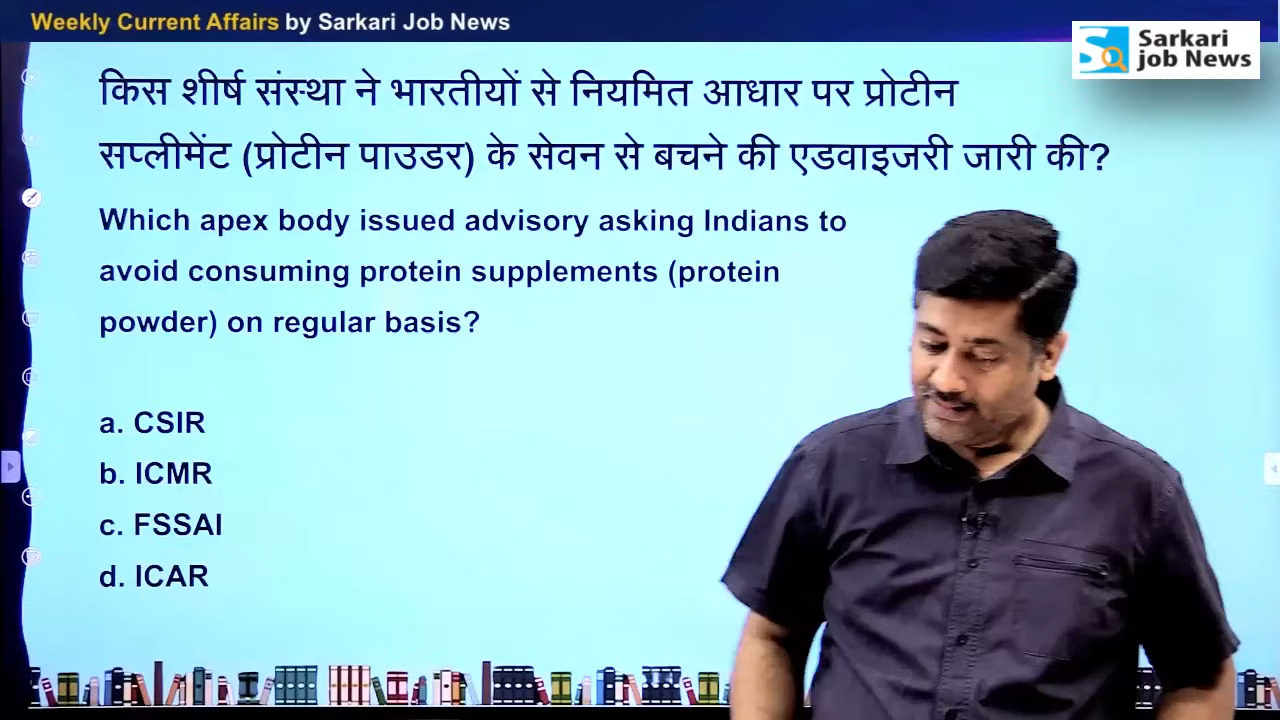 Weekly Current Affairs by Sarkari Job News
Sarkari
job News
किस शीर्ष संस्था ने भारतीयों से नियमित आधार पर प्रोटीन
सप्लीमेंट (प्रोटीन पाउडर) के सेवन से बचने की एडवाइजरी जारी की?
Which apex body issued advisory asking Indians to
avoid consuming protein supplements (protein
powder) on regular basis?
a. CSIR
b. ICMR
c. FSSAI
d. ICAR